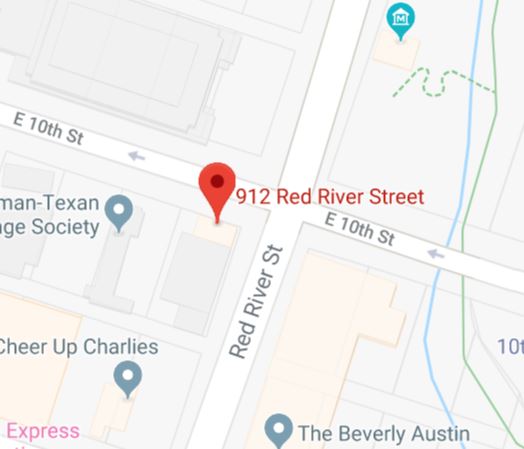 E 10th St
912 Red River Street
man-Texan
ge Society
E 10th St
Red River St
Cheer Up Charlies
10t
Express
The Beverly Austin